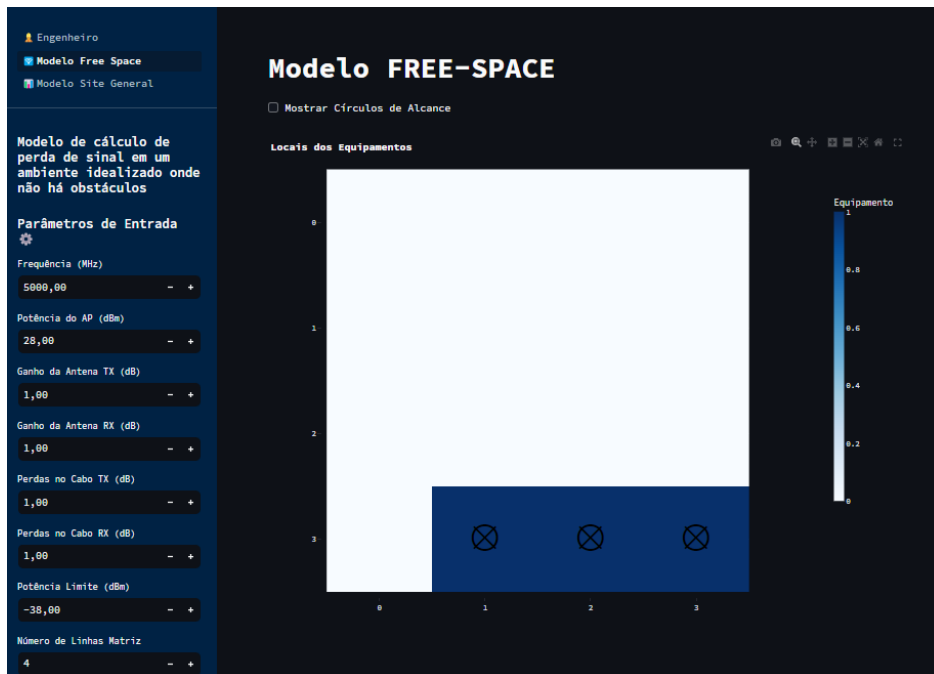 Engenheiro
Modelo Free Space
Modelo Site General
Modelo de cálculo de
perda de sinal em um
ambiente idealizado onde
não há obstáculos
Parâmetros de Entrada
Frequência (MHz)
5000,00
- +
Potência do AP (dBm)
28,00
- +
Ganho da Antena TX (dB)
1,00
- +
Ganho da Antena RX (dB)
1,00
- +
Perdas no Cabo TX (dB)
1,00
- +
Perdas no Cabo RX (dB)
1,00
- +
Potência Limite (dBm)
-38,00
- +
Número de Linhas Matriz
4
- +
Modelo FREE-SPACE
Mostrar Círculos de Alcance
Locais dos Equipamentos
0
1
2
3
0 1 2 3
Equipamento
1
0.8
0.6
0.4
0.2
0